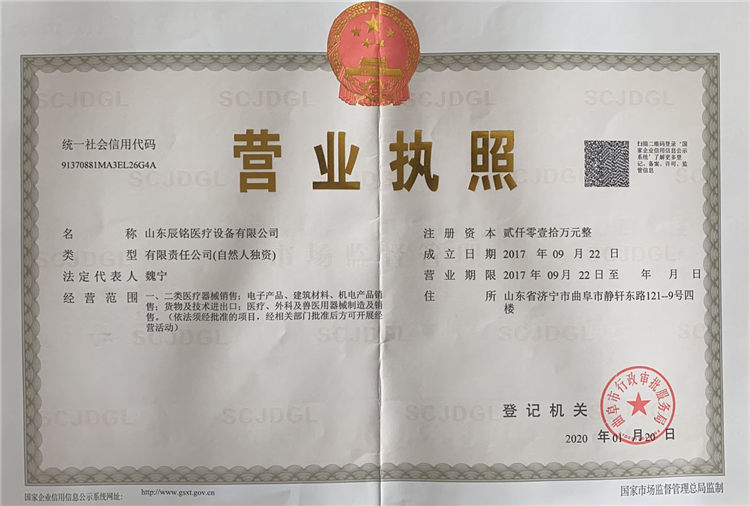 统一社会信用代码
91370881MA3EL26G4A
营业执照
扫描二维码登录"国
家企业信用信息公示
系统"了解更多登
记、备案、许可、监
管信息
名称 山东辰铭医疗设备有限公司
类型 有限责任公司(自然人独资)
法定代表人 魏宁
经营范围 一、二类医疗器械销售;电子产品、建筑材料、机电产品销
售;货物及技术进出口;医疗、外科及兽医用器械制造及销
售。(依法须经批准的项目,经相关部门批准后方可开展经
营活动)
注册资本 贰仟零壹拾万元整
成立日期 2017 年 09 月 22 日
营业期限 2017 年 09 月 22 日至 年 月 日
住所 山东省济宁市曲阜市静轩东路121--9号四
楼
登记机关
曲阜市行政审批服务局
2020 年 01 月 20 日
国家企业信用信息公示系统网址: http://www.gsxt.gov.cn
国家市场监督管理总局监制
SCJDGL